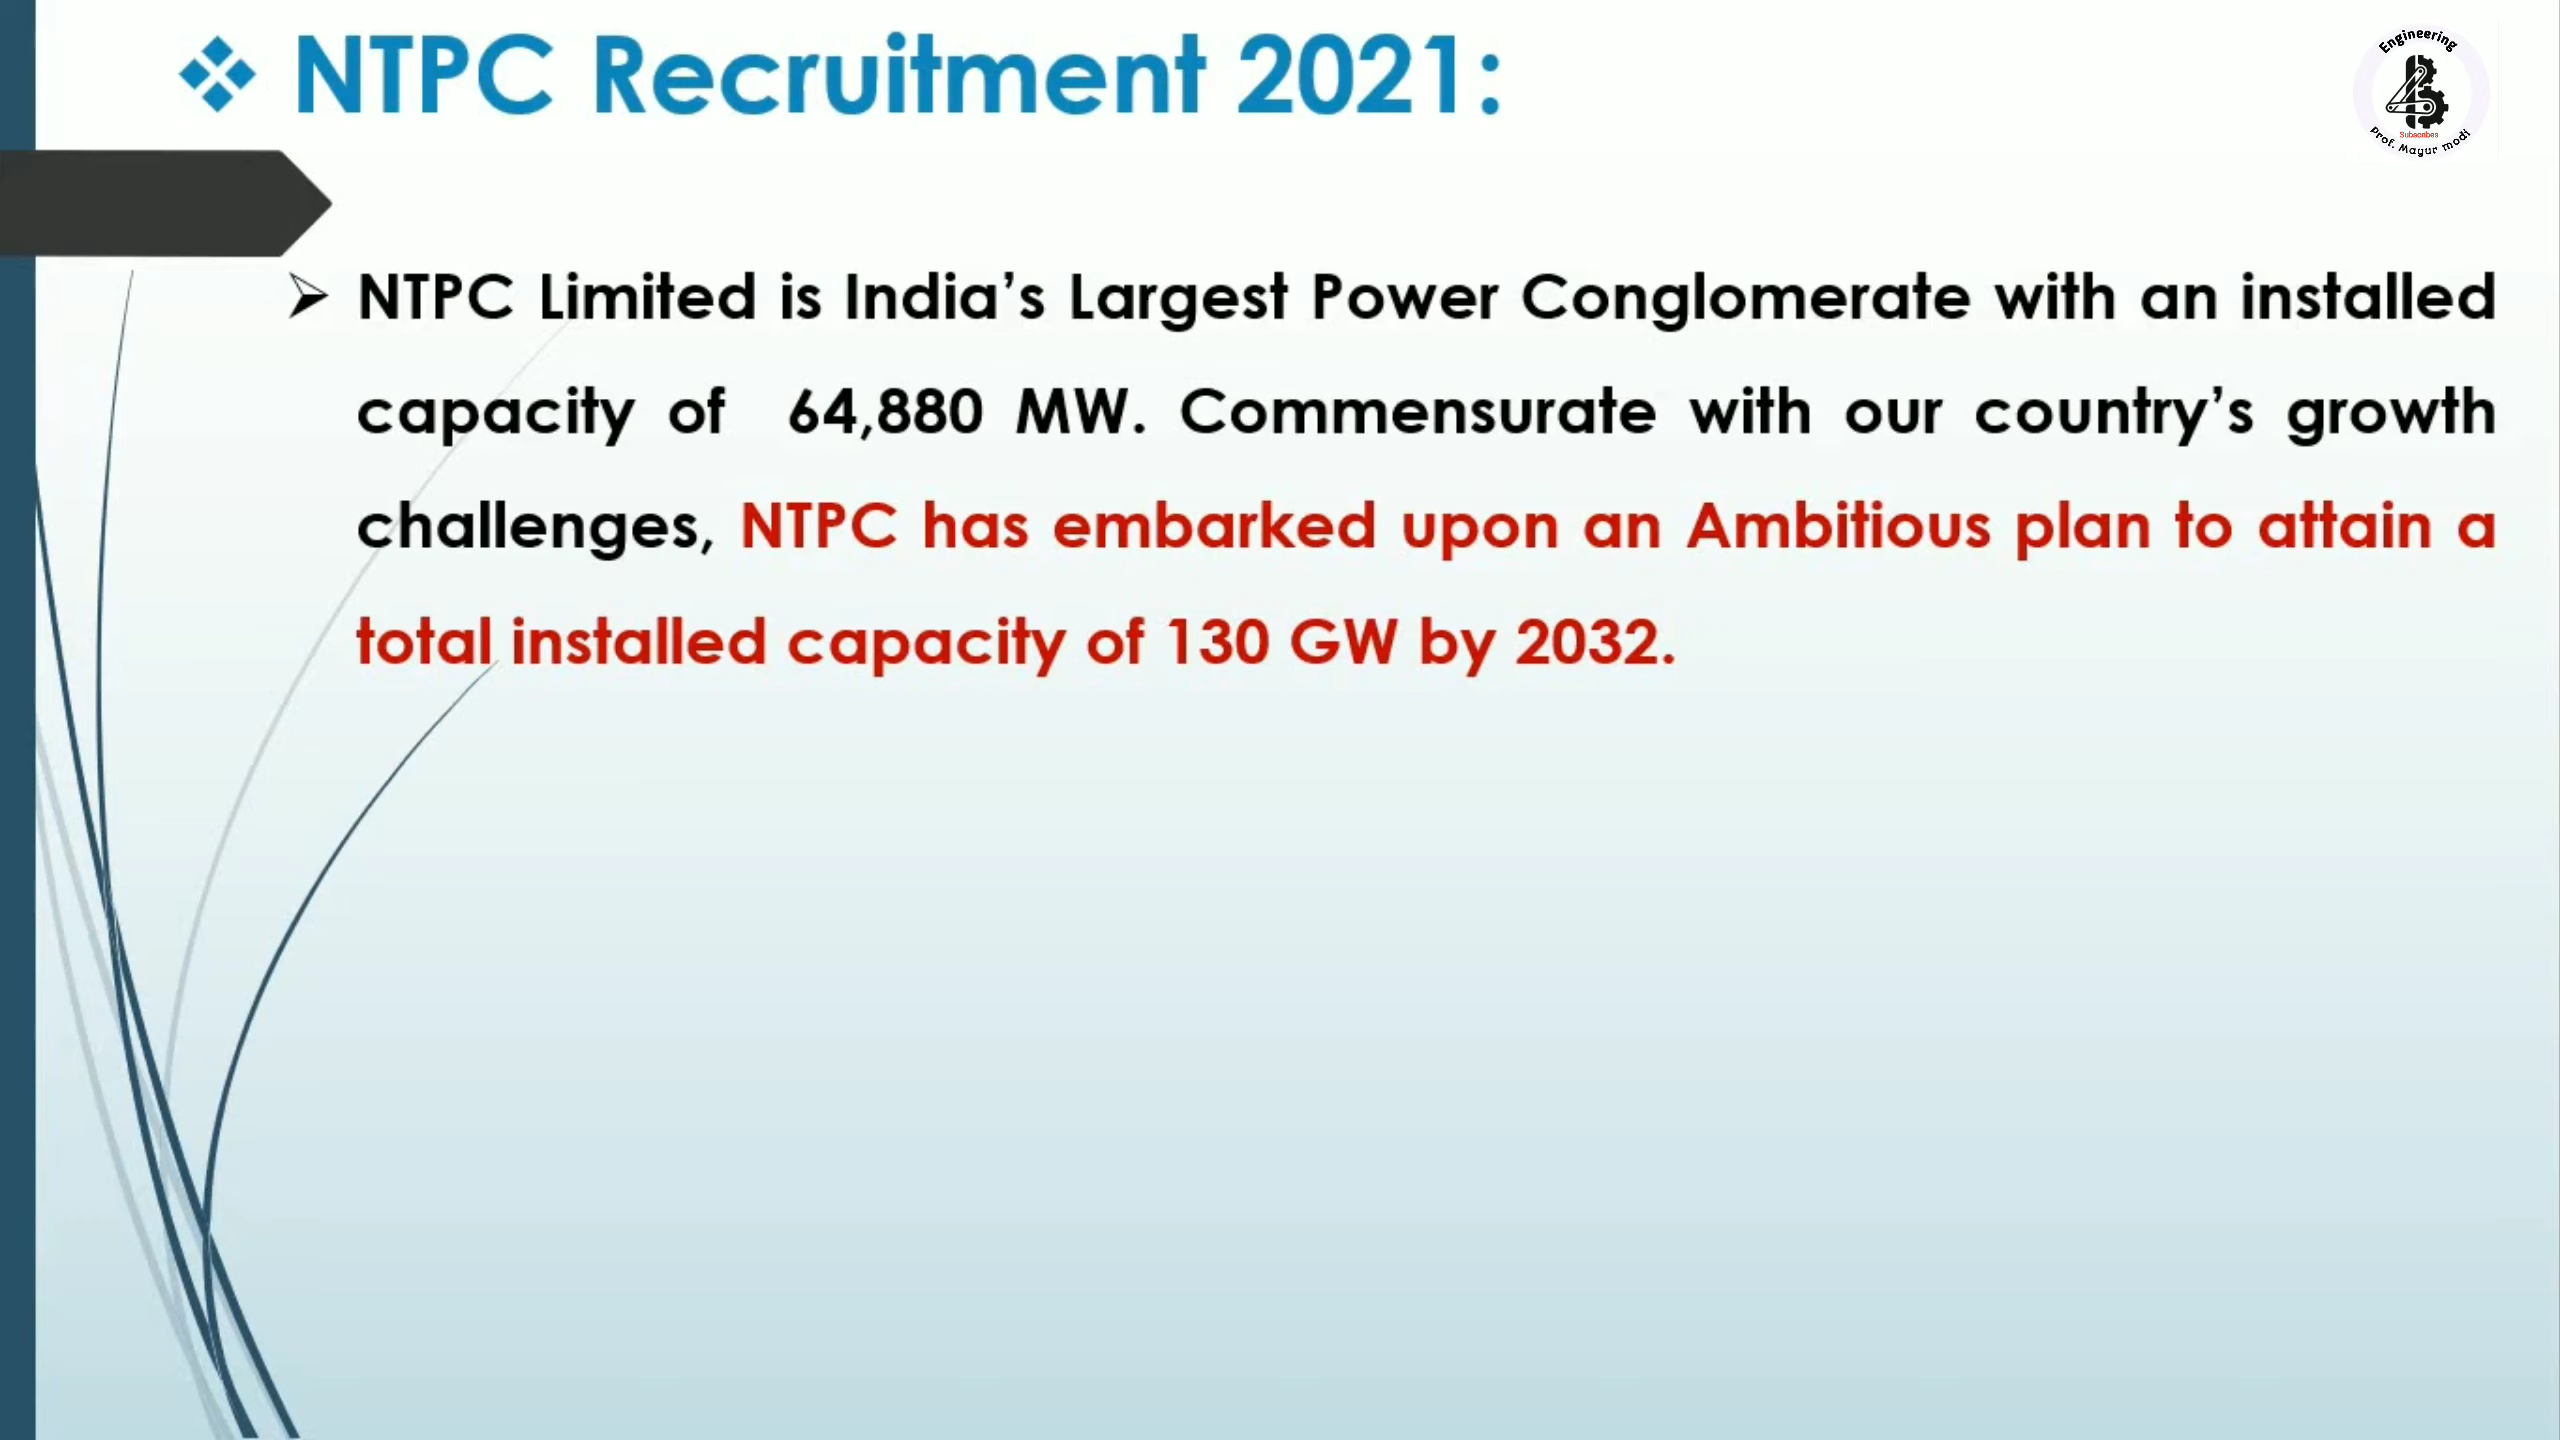 ❖ NTPC Recruitment 2021:
Engineering
Subscribes
Prof. Mayur modi
➢ NTPC Limited is India’s Largest Power Conglomerate with an installed
capacity of 64,880 MW. Commensurate with our country’s growth
challenges, NTPC has embarked upon an Ambitious plan to attain a
total installed capacity of 130 GW by 2032.